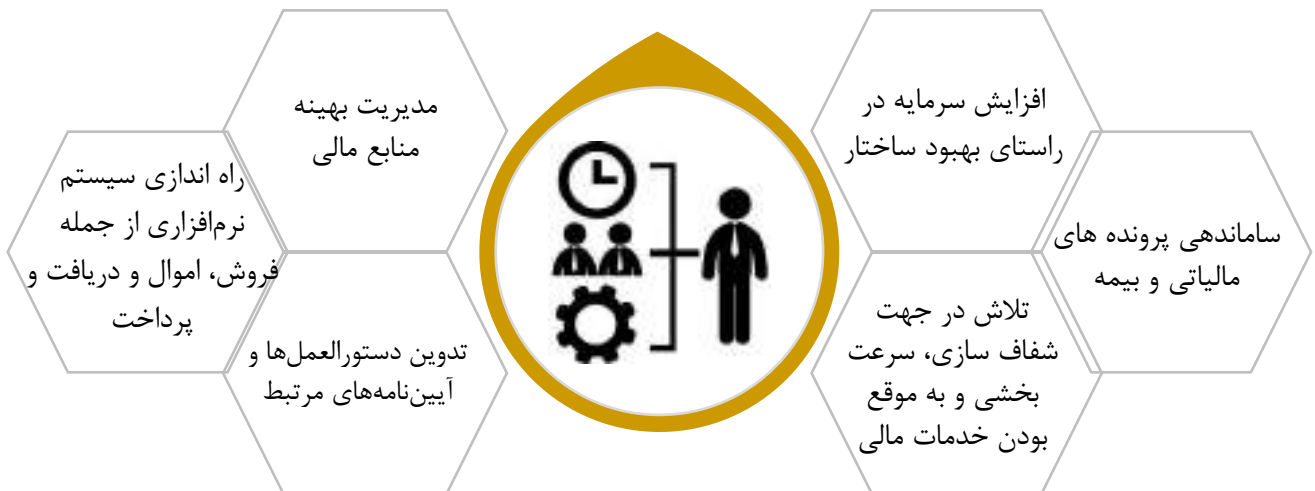 افزایش سرمایه در
راستای بهبود ساختار
ساماندهی پرونده های
مالیاتی و بیمه
تلاش در جهت
شفاف سازی، سرعت
بخشی و به موقع
بودن خدمات مالی
مدیریت بهینه
منابع مالی
راه اندازی سیستم
نرم‌افزاری از جمله
فروش، اموال و دریافت و
پرداخت
تدوین دستورالعمل‌ها و
آیین‌نامه‌های مرتبط